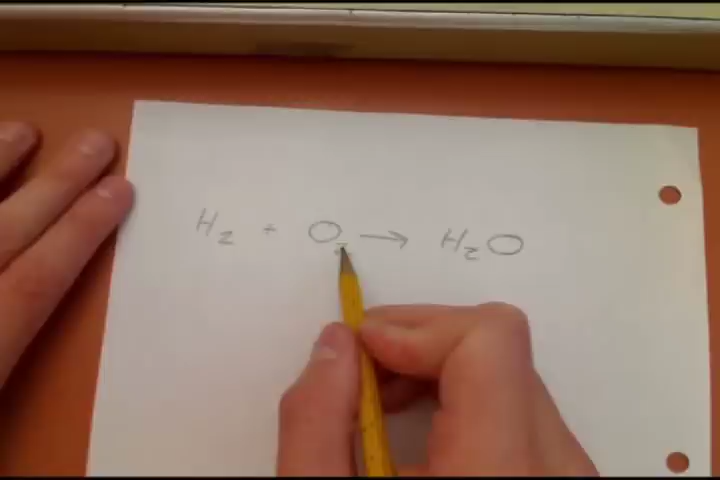 H₂ + O₂ → H₂O